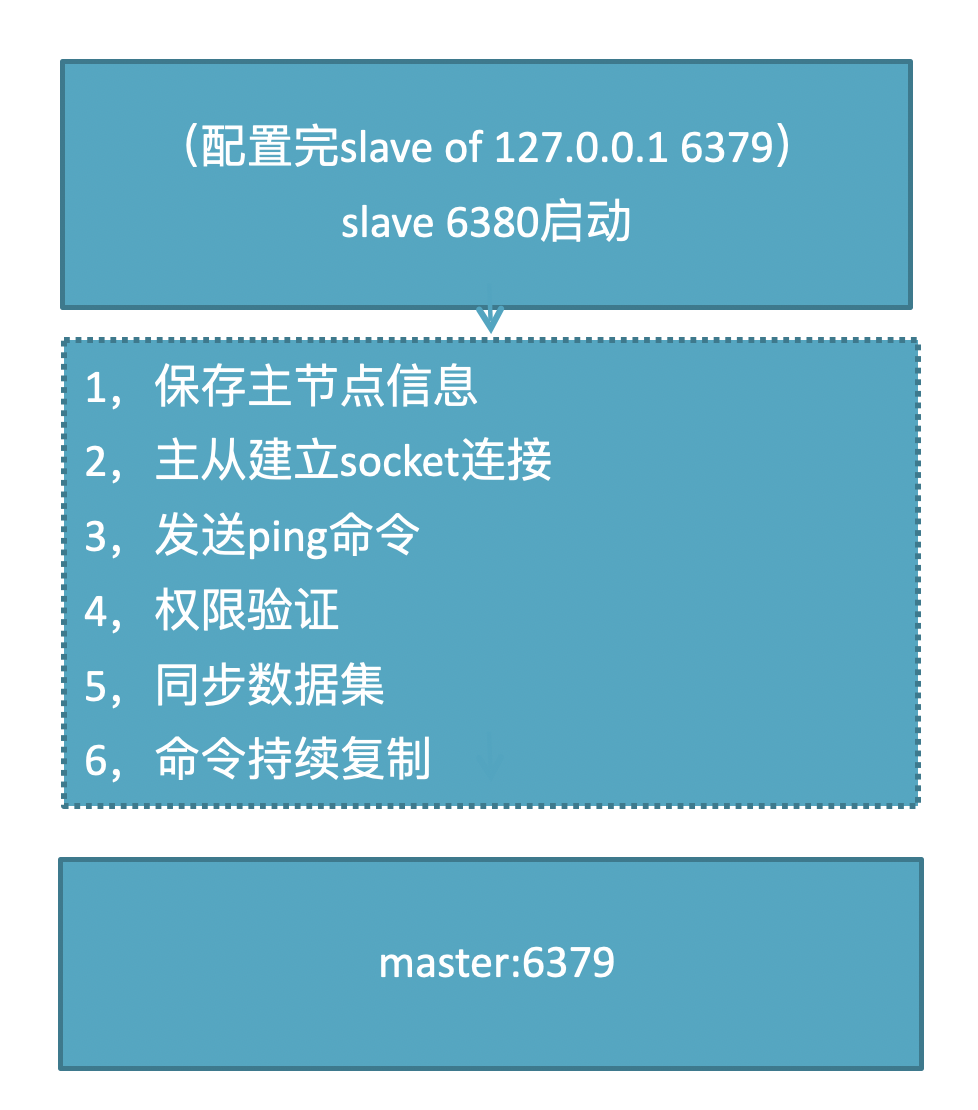 （配置完slave of 127.0.0.1 6379）
slave 6380启动
1，保存主节点信息
2，主从建立socket连接
3，发送ping命令
4，权限验证
5，同步数据集
6，命令持续复制
master:6379